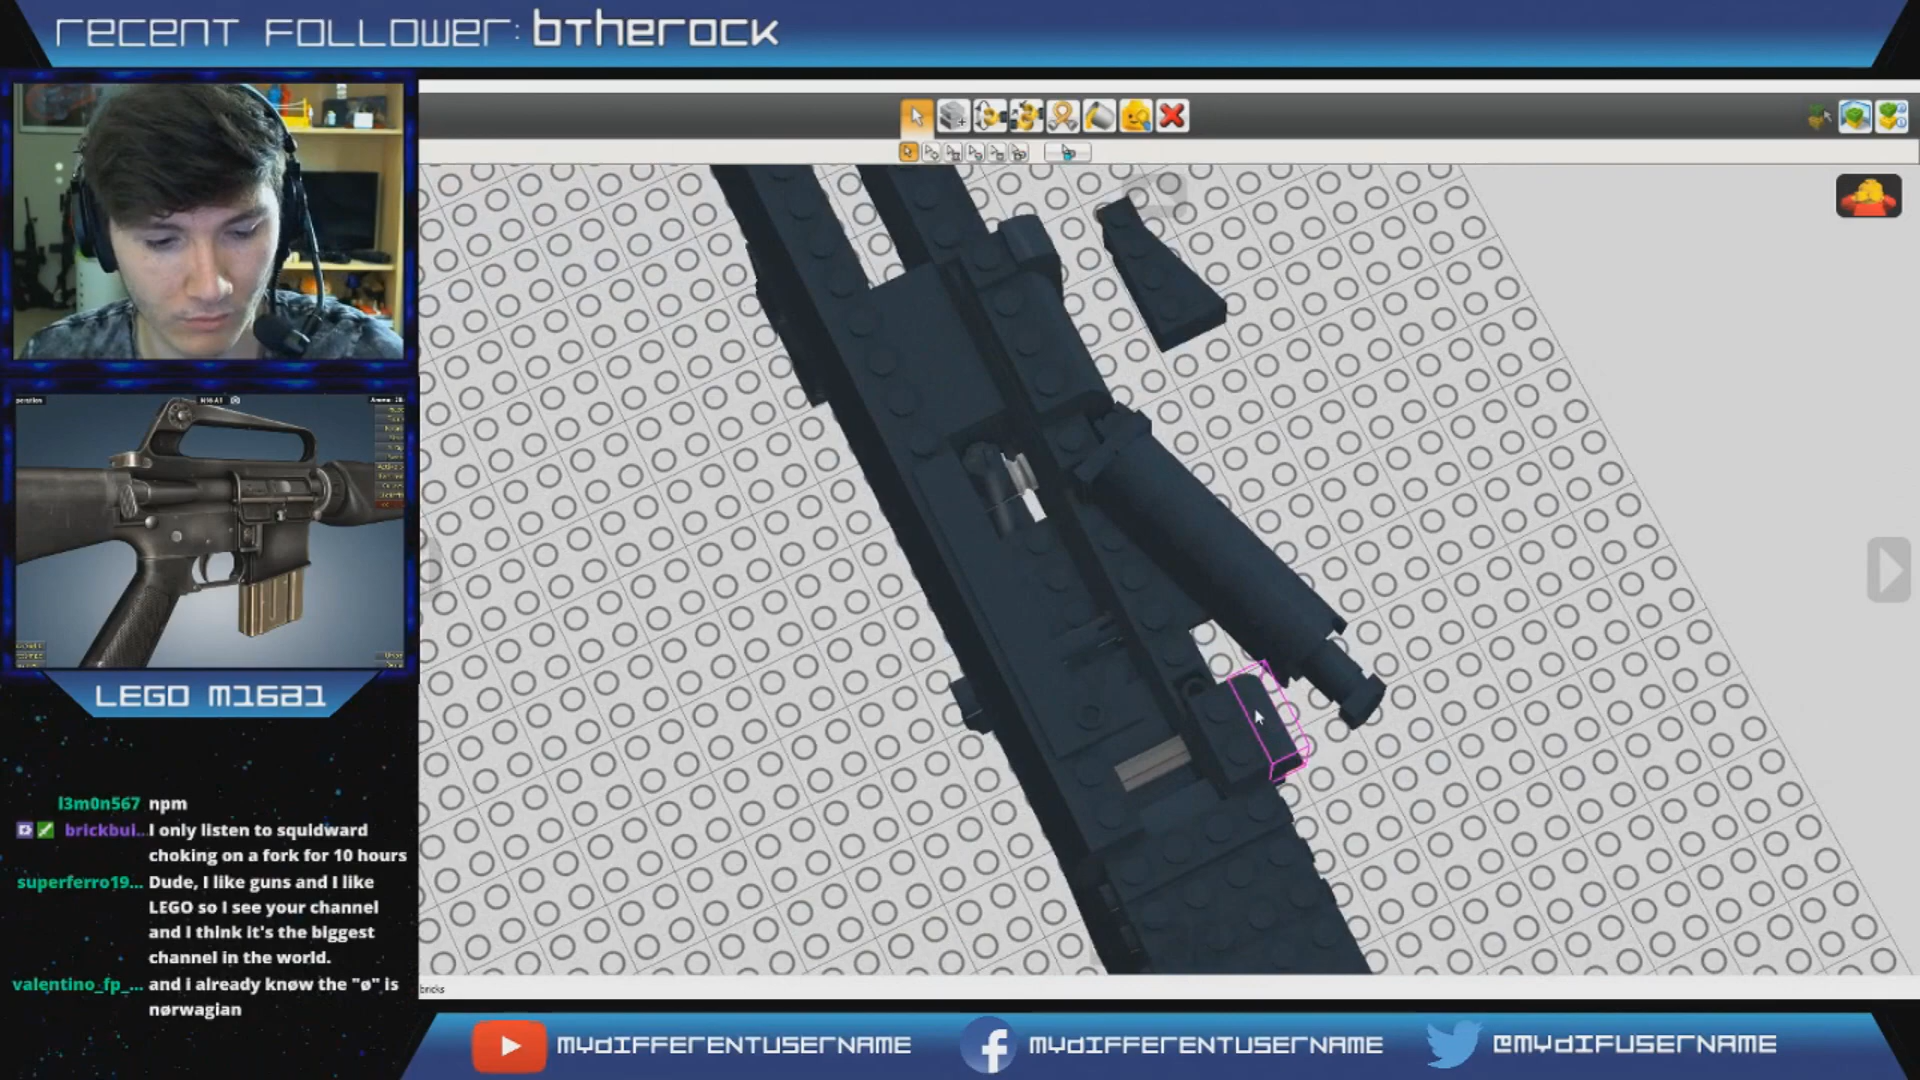 recent follower: btherock
LEGO M16A1
l3m0n567 npm
brickbui... I only listen to squidward
choking on a fork for 10 hours
superferro19... Dude, I like guns and I like
LEGO so I see your channel
and I think it's the biggest
channel in the world.
valentino_fp_... and i already knøw the "ø" is
nørwagian
bricks
MYDIFFERENTUSERNAME
MYDIFFERENTUSERNAME
@MYDIFUSERNAME